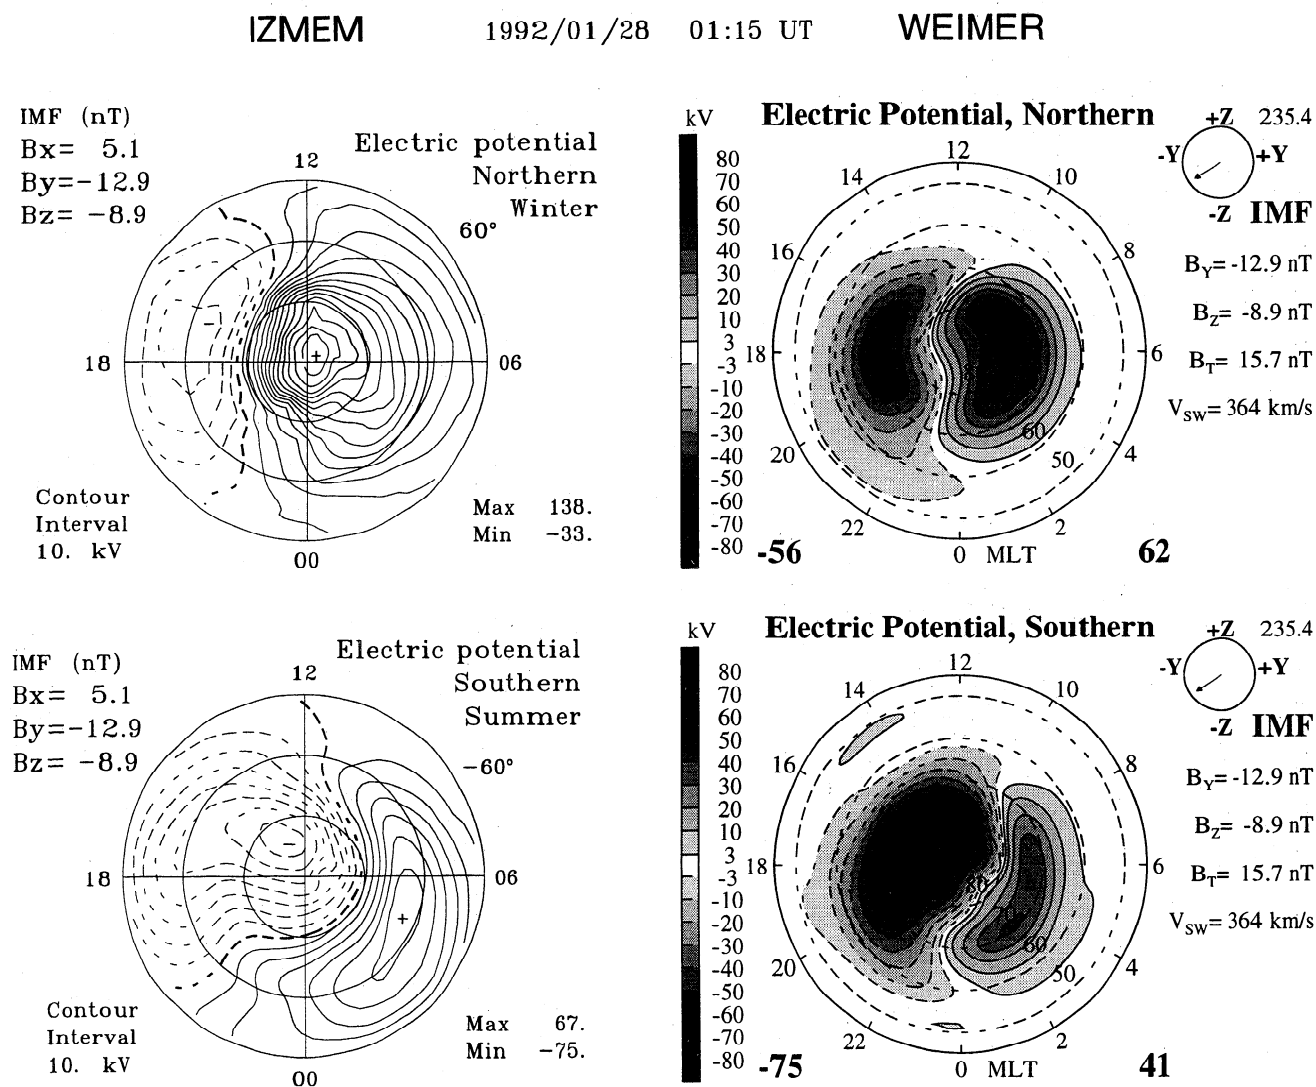 IZMEM 1992/01/28 01:15 UT WEIMER
IMF (nT)
Bx= 5.1
By=-12.9
Bz= -8.9
Electric potential
Northern
Winter
60°
12
18
06
00
Contour
Interval
10. kV
Max 138.
Min -33.
+
-
kV
80
70
60
50
40
30
20
10
3
-3
-10
-20
-30
-40
-50
-60
-70
-80
Electric Potential, Northern
12
14
10
16
8
18
6
20
4
22
2
0 MLT
60
50
-56
62
+Z 235.4
-Y +Y
-Z IMF
BY= -12.9 nT
BZ= -8.9 nT
BT= 15.7 nT
VSW= 364 km/s
IMF (nT)
Bx= 5.1
By=-12.9
Bz= -8.9
Electric potential
Southern
Summer
-60°
12
18
06
00
Contour
Interval
10. kV
Max 67.
Min -75.
-
+
kV
80
70
60
50
40
30
20
10
3
-3
-10
-20
-30
-40
-50
-60
-70
-80
Electric Potential, Southern
12
14
10
16
8
18
6
20
4
22
2
0 MLT
80
70
60
50
-75
41
+Z 235.4
-Y +Y
-Z IMF
BY= -12.9 nT
BZ= -8.9 nT
BT= 15.7 nT
VSW= 364 km/s